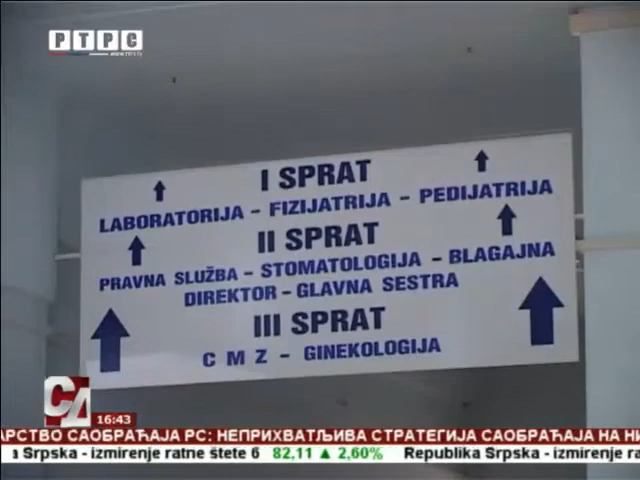 РТРС
I SPRAT
LABORATORIJA - FIZIJATRIJA - PEDIJATRIJA
II SPRAT
PRAVNA SLUŽBA - STOMATOLOGIJA - BLAGAJNA
DIREKTOR - GLAVNA SESTRA
III SPRAT
C M Z - GINEKOLOGIJA
СД
16:43
АРСТВО САОБРАЋАЈА РС: НЕПРИХВАТЉИВА СТРАТЕГИЈА САОБРАЋАЈА НА НИ
a Srpska - izmirenje ratne štete 6 82,11 ▲ 2,60% Republika Srpska - izmirenje ra